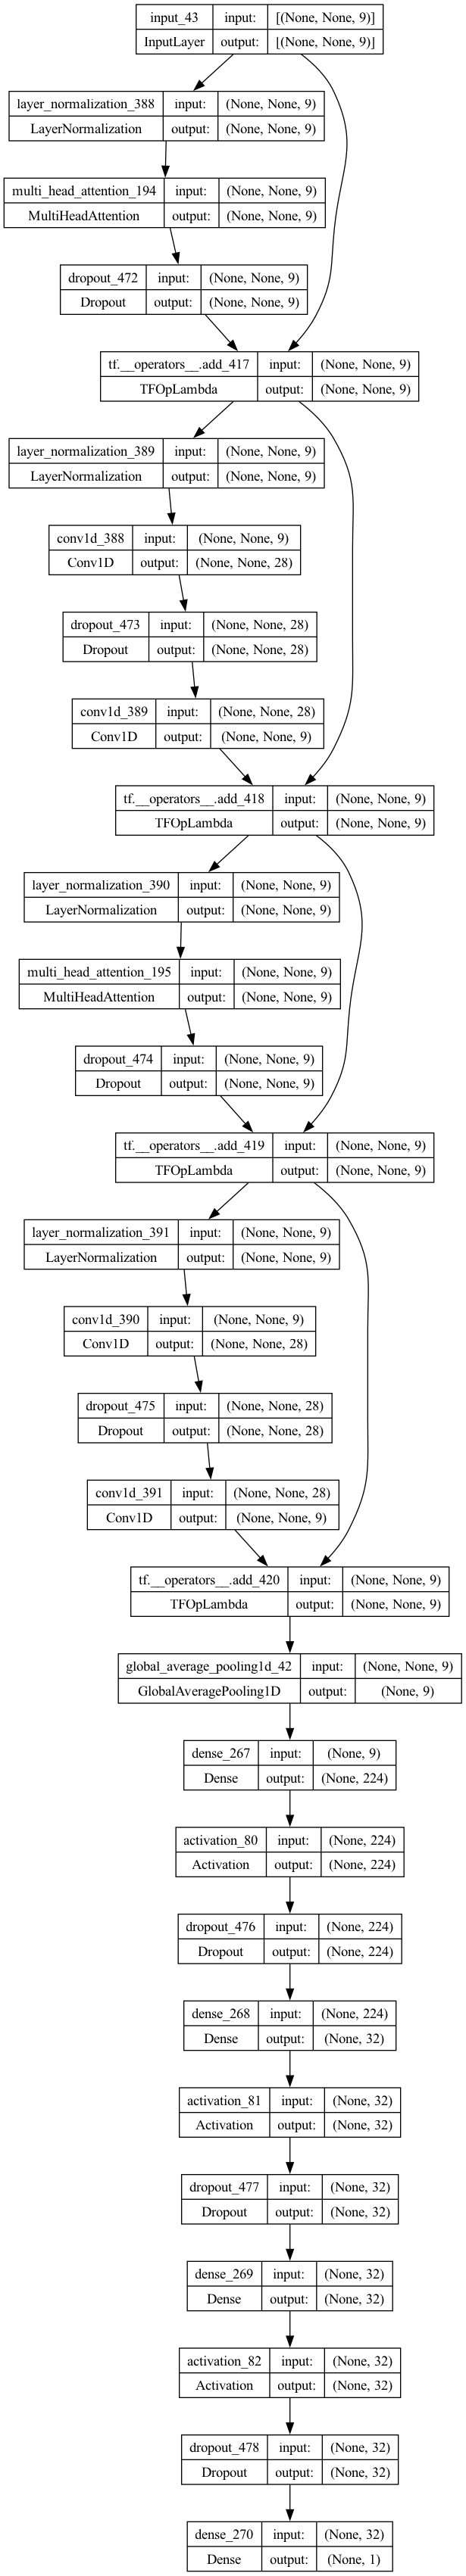 input_43 input: [(None, None, 9)]
InputLayer output: [(None, None, 9)]
layer_normalization_388 input: (None, None, 9)
LayerNormalization output: (None, None, 9)
multi_head_attention_194 input: (None, None, 9)
MultiHeadAttention output: (None, None, 9)
dropout_472 input: (None, None, 9)
Dropout output: (None, None, 9)
tf.__operators__.add_417 input: (None, None, 9)
TFOpLambda output: (None, None, 9)
layer_normalization_389 input: (None, None, 9)
LayerNormalization output: (None, None, 9)
conv1d_388 input: (None, None, 9)
Conv1D output: (None, None, 28)
dropout_473 input: (None, None, 28)
Dropout output: (None, None, 28)
conv1d_389 input: (None, None, 28)
Conv1D output: (None, None, 9)
tf.__operators__.add_418 input: (None, None, 9)
TFOpLambda output: (None, None, 9)
layer_normalization_390 input: (None, None, 9)
LayerNormalization output: (None, None, 9)
multi_head_attention_195 input: (None, None, 9)
MultiHeadAttention output: (None, None, 9)
dropout_474 input: (None, None, 9)
Dropout output: (None, None, 9)
tf.__operators__.add_419 input: (None, None, 9)
TFOpLambda output: (None, None, 9)
layer_normalization_391 input: (None, None, 9)
LayerNormalization output: (None, None, 9)
conv1d_390 input: (None, None, 9)
Conv1D output: (None, None, 28)
dropout_475 input: (None, None, 28)
Dropout output: (None, None, 28)
conv1d_391 input: (None, None, 28)
Conv1D output: (None, None, 9)
tf.__operators__.add_420 input: (None, None, 9)
TFOpLambda output: (None, None, 9)
global_average_pooling1d_42 input: (None, None, 9)
GlobalAveragePooling1D output: (None, 9)
dense_267 input: (None, 9)
Dense output: (None, 224)
activation_80 input: (None, 224)
Activation output: (None, 224)
dropout_476 input: (None, 224)
Dropout output: (None, 224)
dense_268 input: (None, 224)
Dense output: (None, 32)
activation_81 input: (None, 32)
Activation output: (None, 32)
dropout_477 input: (None, 32)
Dropout output: (None, 32)
dense_269 input: (None, 32)
Dense output: (None, 32)
activation_82 input: (None, 32)
Activation output: (None, 32)
dropout_478 input: (None, 32)
Dropout output: (None, 32)
dense_270 input: (None, 32)
Dense output: (None, 1)